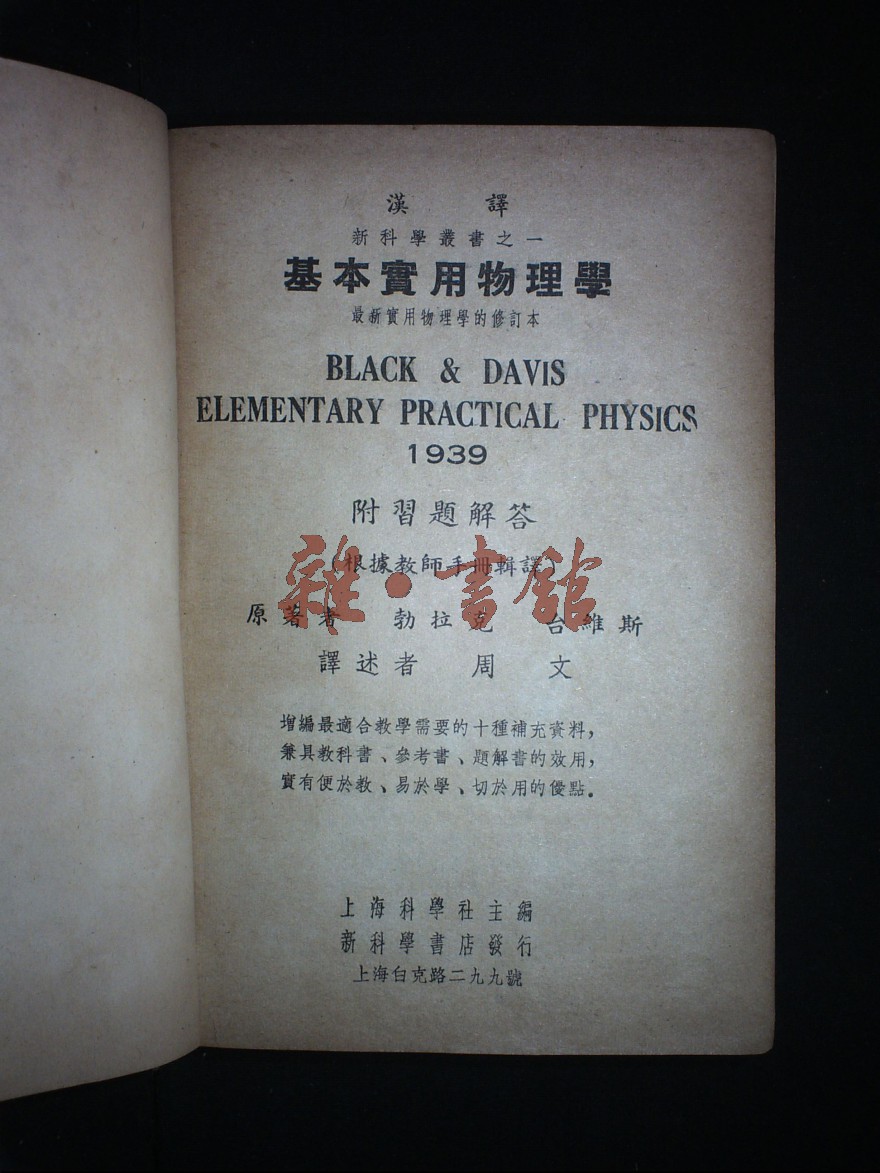 漢譯
新科學叢書之一
基本實用物理學
最新實用物理學的修訂本
BLACK & DAVIS
ELEMENTARY PRACTICAL PHYSICS
1939
附習題解答
(根據教師手冊輯譯)
雜·書館
原著者 勃拉克 台維斯
譯述者 周文
增編最適合教學需要的十種補充資料,
兼具教科書、參考書、題解書的效用,
實有便於教、易於學、切於用的優點.
上海科學社主編
新科學書店發行
上海白克路二九九號